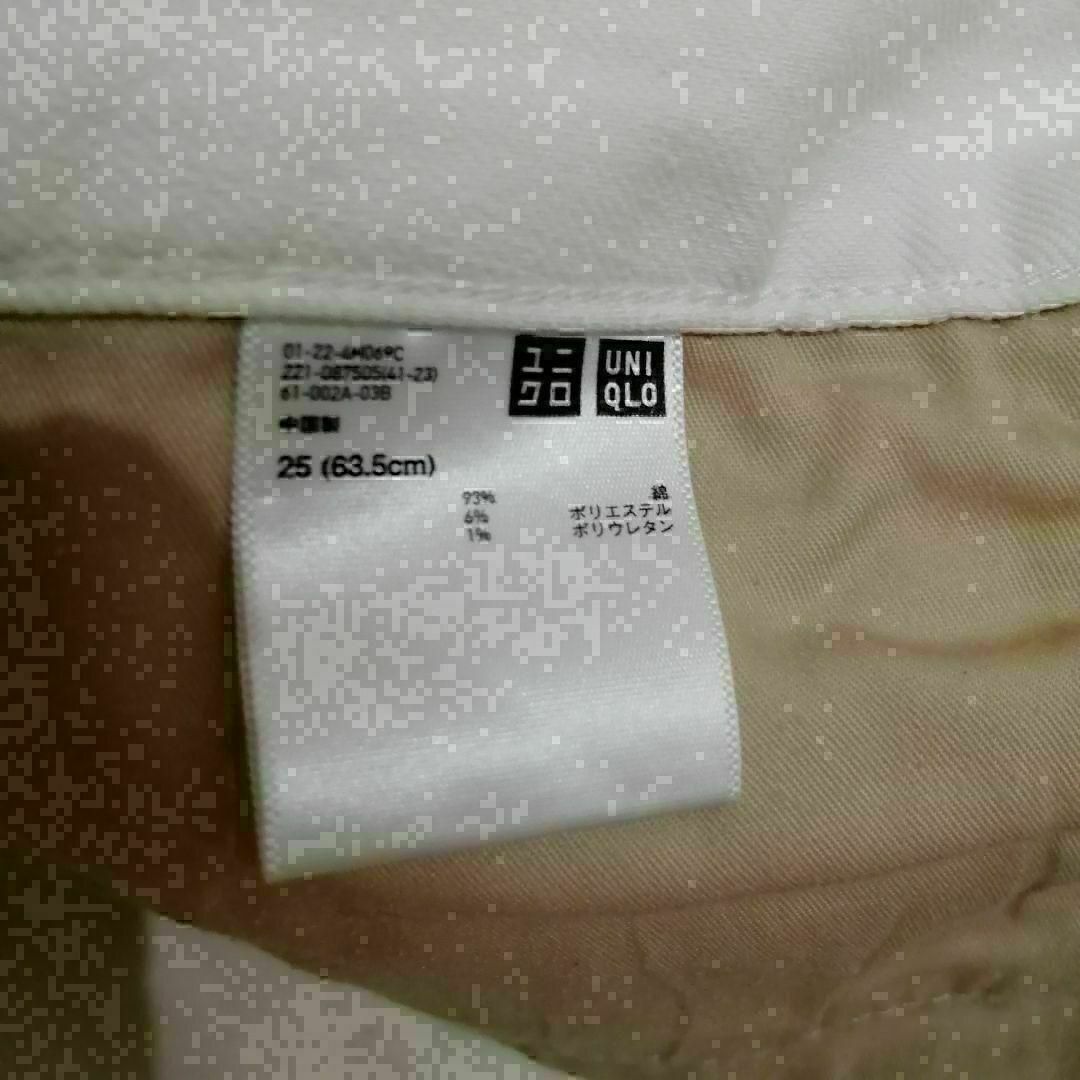 01-22-4H069C
221-087505(41-23)
61-002A-03B
中国製
25 (63.5cm)
ユニ
クロ
UNI
QLO
93% 綿
6% ポリエステル
1% ポリウレタン